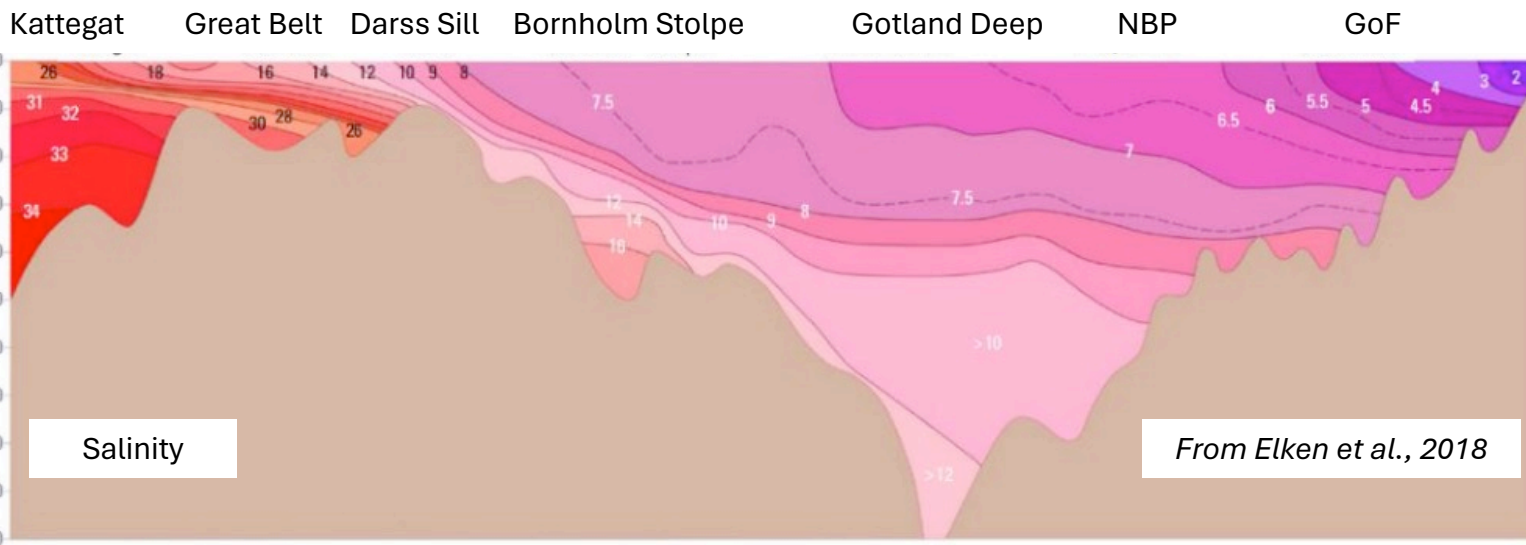 Kattegat Great Belt Darss Sill Bornholm Stolpe Gotland Deep NBP GoF
26 18 16 14 12 10 9 8 4 3 2
31 7.5 6 5.5 5 4.5
32 30 28 26 6.5
33 7
34 12 14 10 9 8 7.5
16
>10
Salinity From Elken et al., 2018
>12